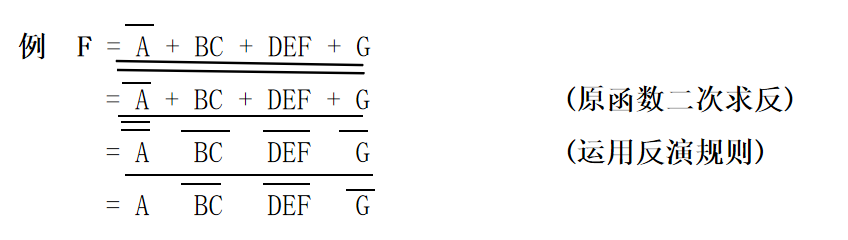 例 F = A̅ + BC + DEF + G
= A̅ + BC + DEF + G (原函数二次求反)
= A BC DEF G (运用反演规则)
= A BC DEF G